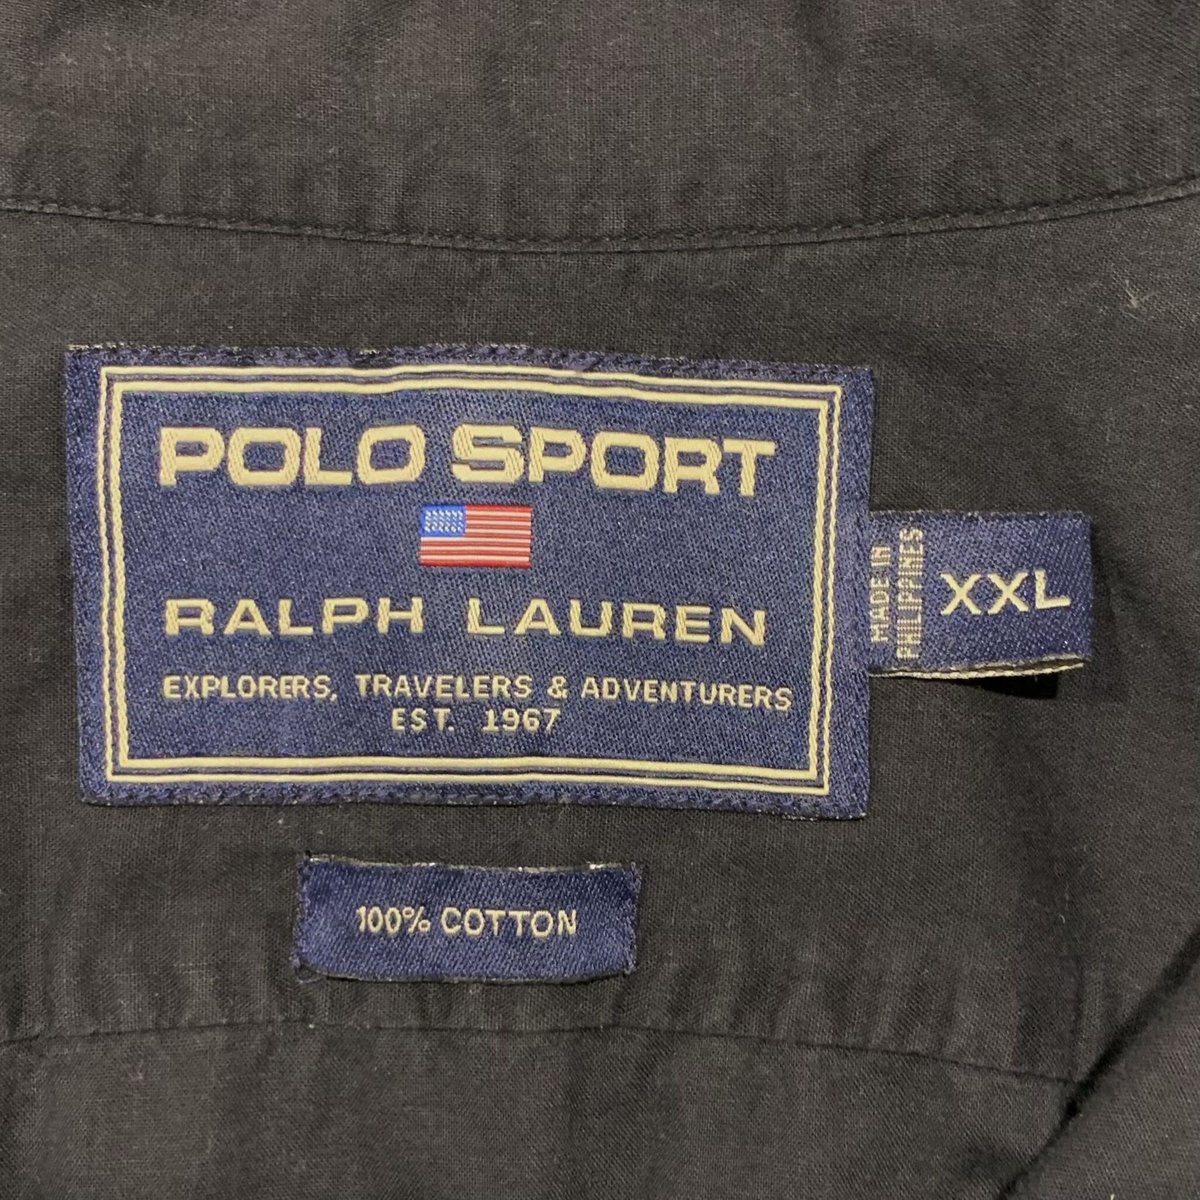 POLO SPORT
RALPH LAUREN
EXPLORERS, TRAVELERS & ADVENTURERS
EST. 1967
MADE IN
PHILIPPINES
XXL
100% COTTON